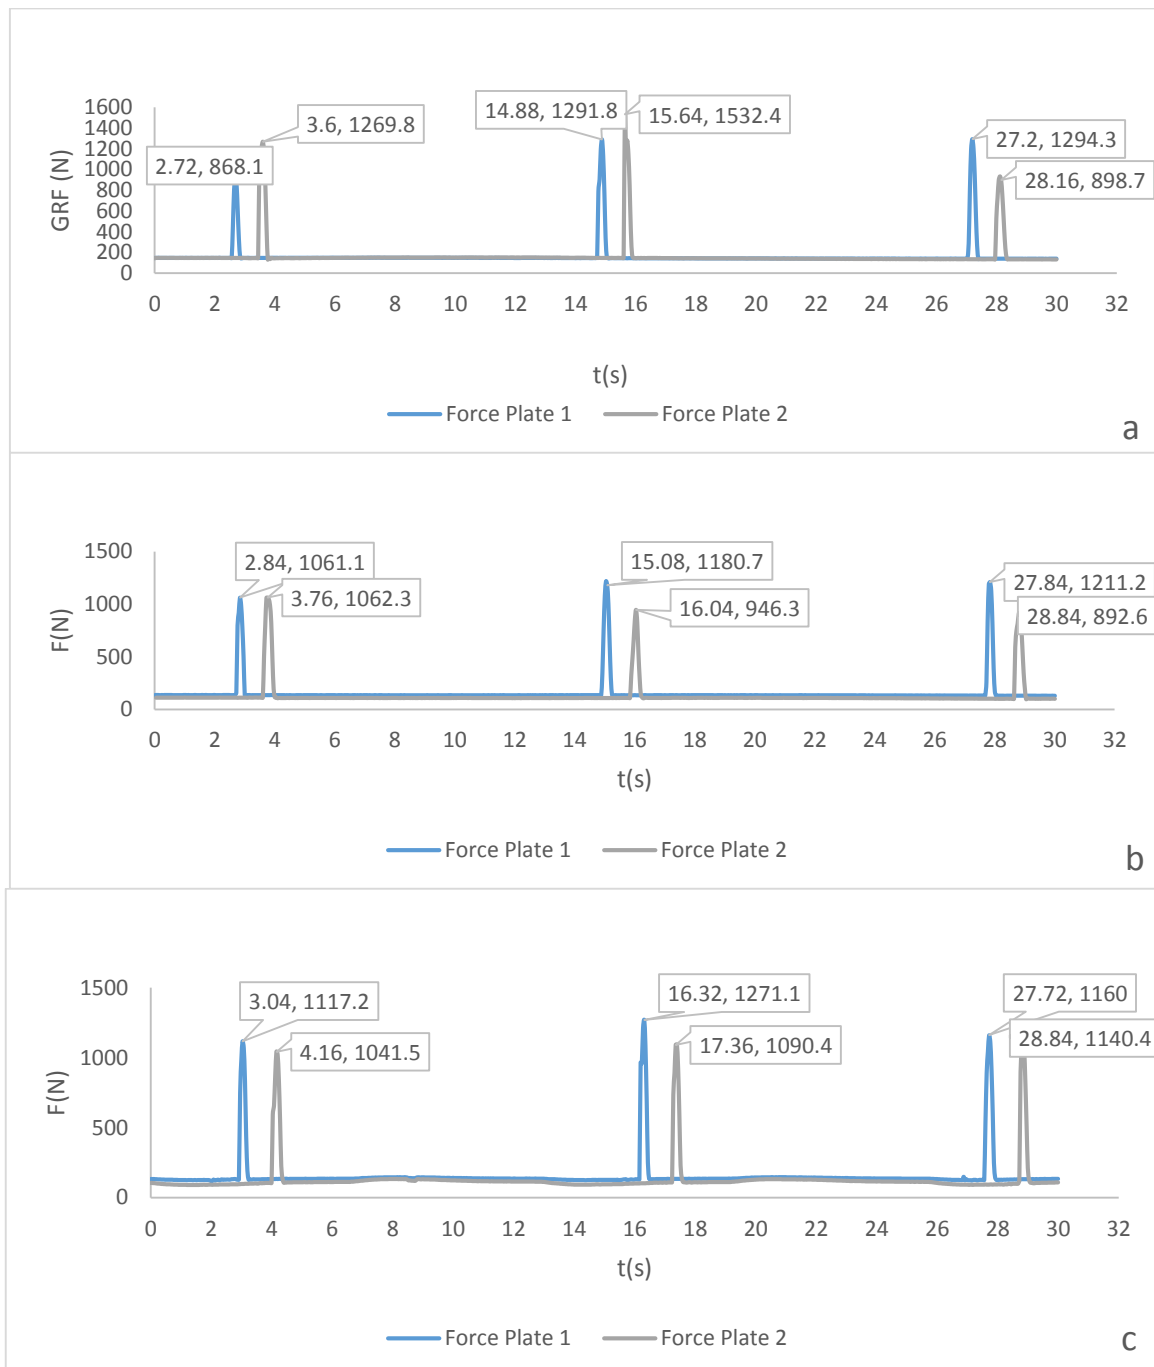 1600
1400
1200
1000
800
600
400
200
0
GRF (N)
2.72, 868.1
3.6, 1269.8
14.88, 1291.8
15.64, 1532.4
27.2, 1294.3
28.16, 898.7
0 2 4 6 8 10 12 14 16 18 20 22 24 26 28 30 32
t(s)
Force Plate 1 Force Plate 2
a
1500
1000
500
0
F(N)
2.84, 1061.1
3.76, 1062.3
15.08, 1180.7
16.04, 946.3
27.84, 1211.2
28.84, 892.6
0 2 4 6 8 10 12 14 16 18 20 22 24 26 28 30 32
t(s)
Force Plate 1 Force Plate 2
b
1500
1000
500
0
F(N)
3.04, 1117.2
4.16, 1041.5
16.32, 1271.1
17.36, 1090.4
27.72, 1160
28.84, 1140.4
0 2 4 6 8 10 12 14 16 18 20 22 24 26 28 30 32
t(s)
Force Plate 1 Force Plate 2
c